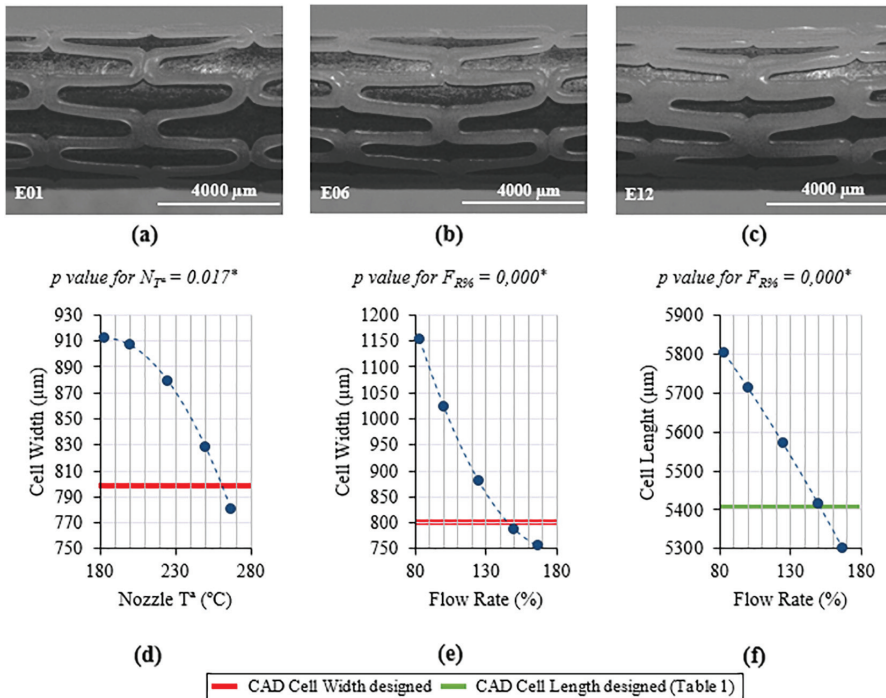 E01
4000 µm
E06
4000 µm
E12
4000 µm
(a)
(b)
(c)
p value for N_Tª = 0.017*
p value for F_R% = 0,000*
p value for F_R% = 0,000*
Cell Width (µm)
930
910
890
870
850
830
810
790
770
750
180
230
280
Nozzle Tª (°C)
Cell Width (µm)
1200
1150
1100
1050
1000
950
900
850
800
750
80
130
180
Flow Rate (%)
Cell Lenght (µm)
5900
5800
5700
5600
5500
5400
5300
80
130
180
Flow Rate (%)
(d)
(e)
(f)
CAD Cell Width designed
CAD Cell Length designed (Table 1)